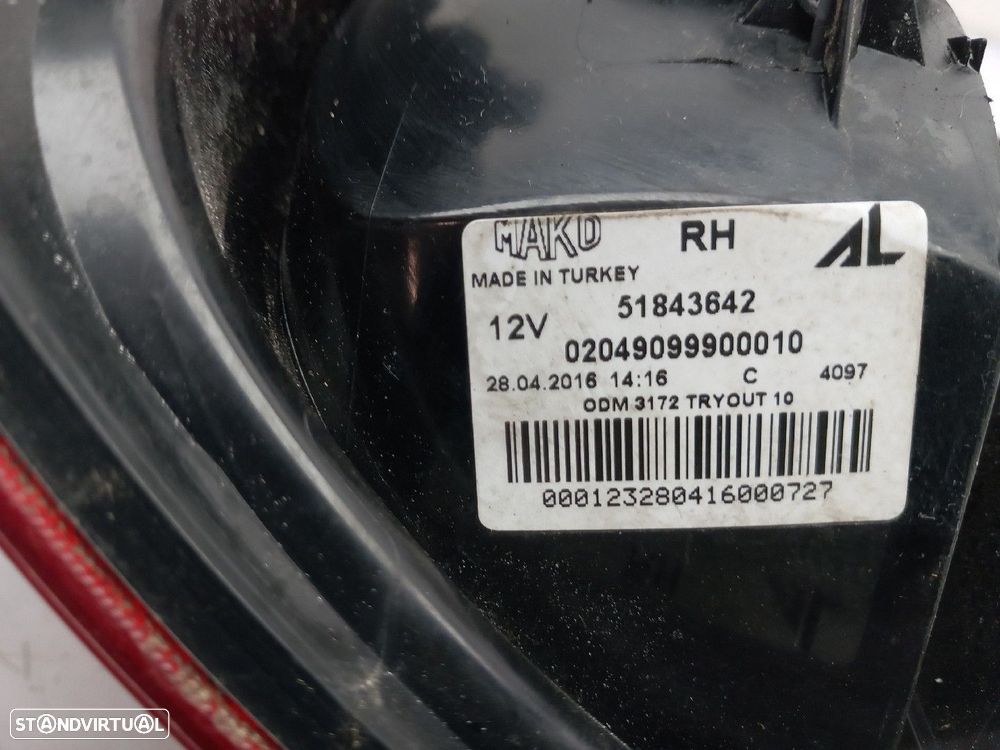 MAKO RH AL
MADE IN TURKEY
51843642
12V
02049099900010
28.04.2016 14:16 C 4097
ODM 3172 TRYOUT 10
000123280416000727
STANDVIRTUAL